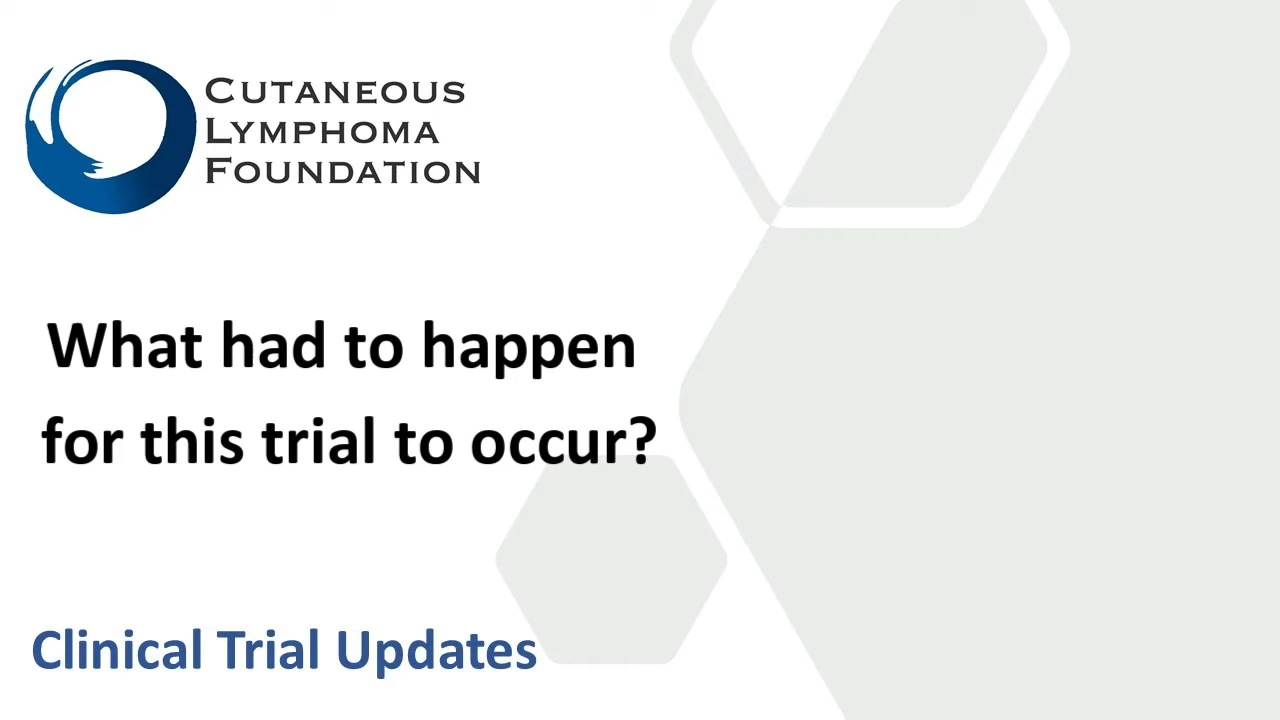 CUTANEOUS
LYMPHOMA
FOUNDATION
What had to happen
for this trial to occur?
Clinical Trial Updates